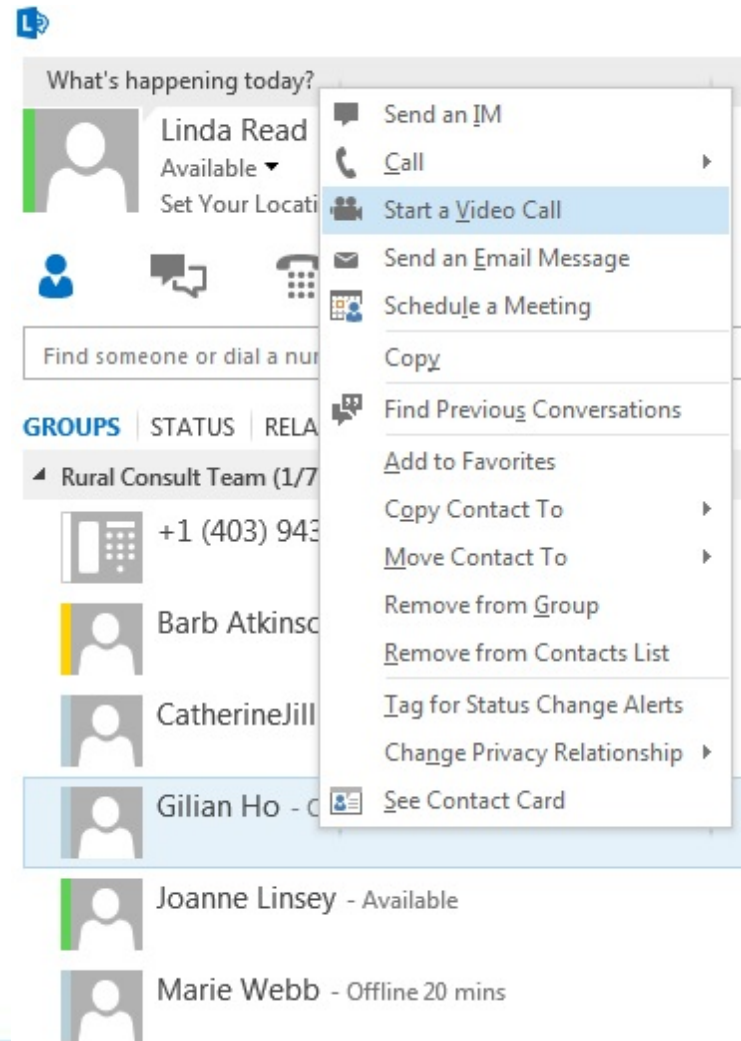 What's happening today?
Linda Read
Available
Set Your Locati
Find someone or dial a nur
GROUPS STATUS RELA
Rural Consult Team (1/7
+1 (403) 943
Barb Atkinsc
CatherineJill
Gilian Ho - C
Joanne Linsey - Available
Marie Webb - Offline 20 mins
Send an IM
Call
Start a Video Call
Send an Email Message
Schedule a Meeting
Copy
Find Previous Conversations
Add to Favorites
Copy Contact To
Move Contact To
Remove from Group
Remove from Contacts List
Tag for Status Change Alerts
Change Privacy Relationship
See Contact Card